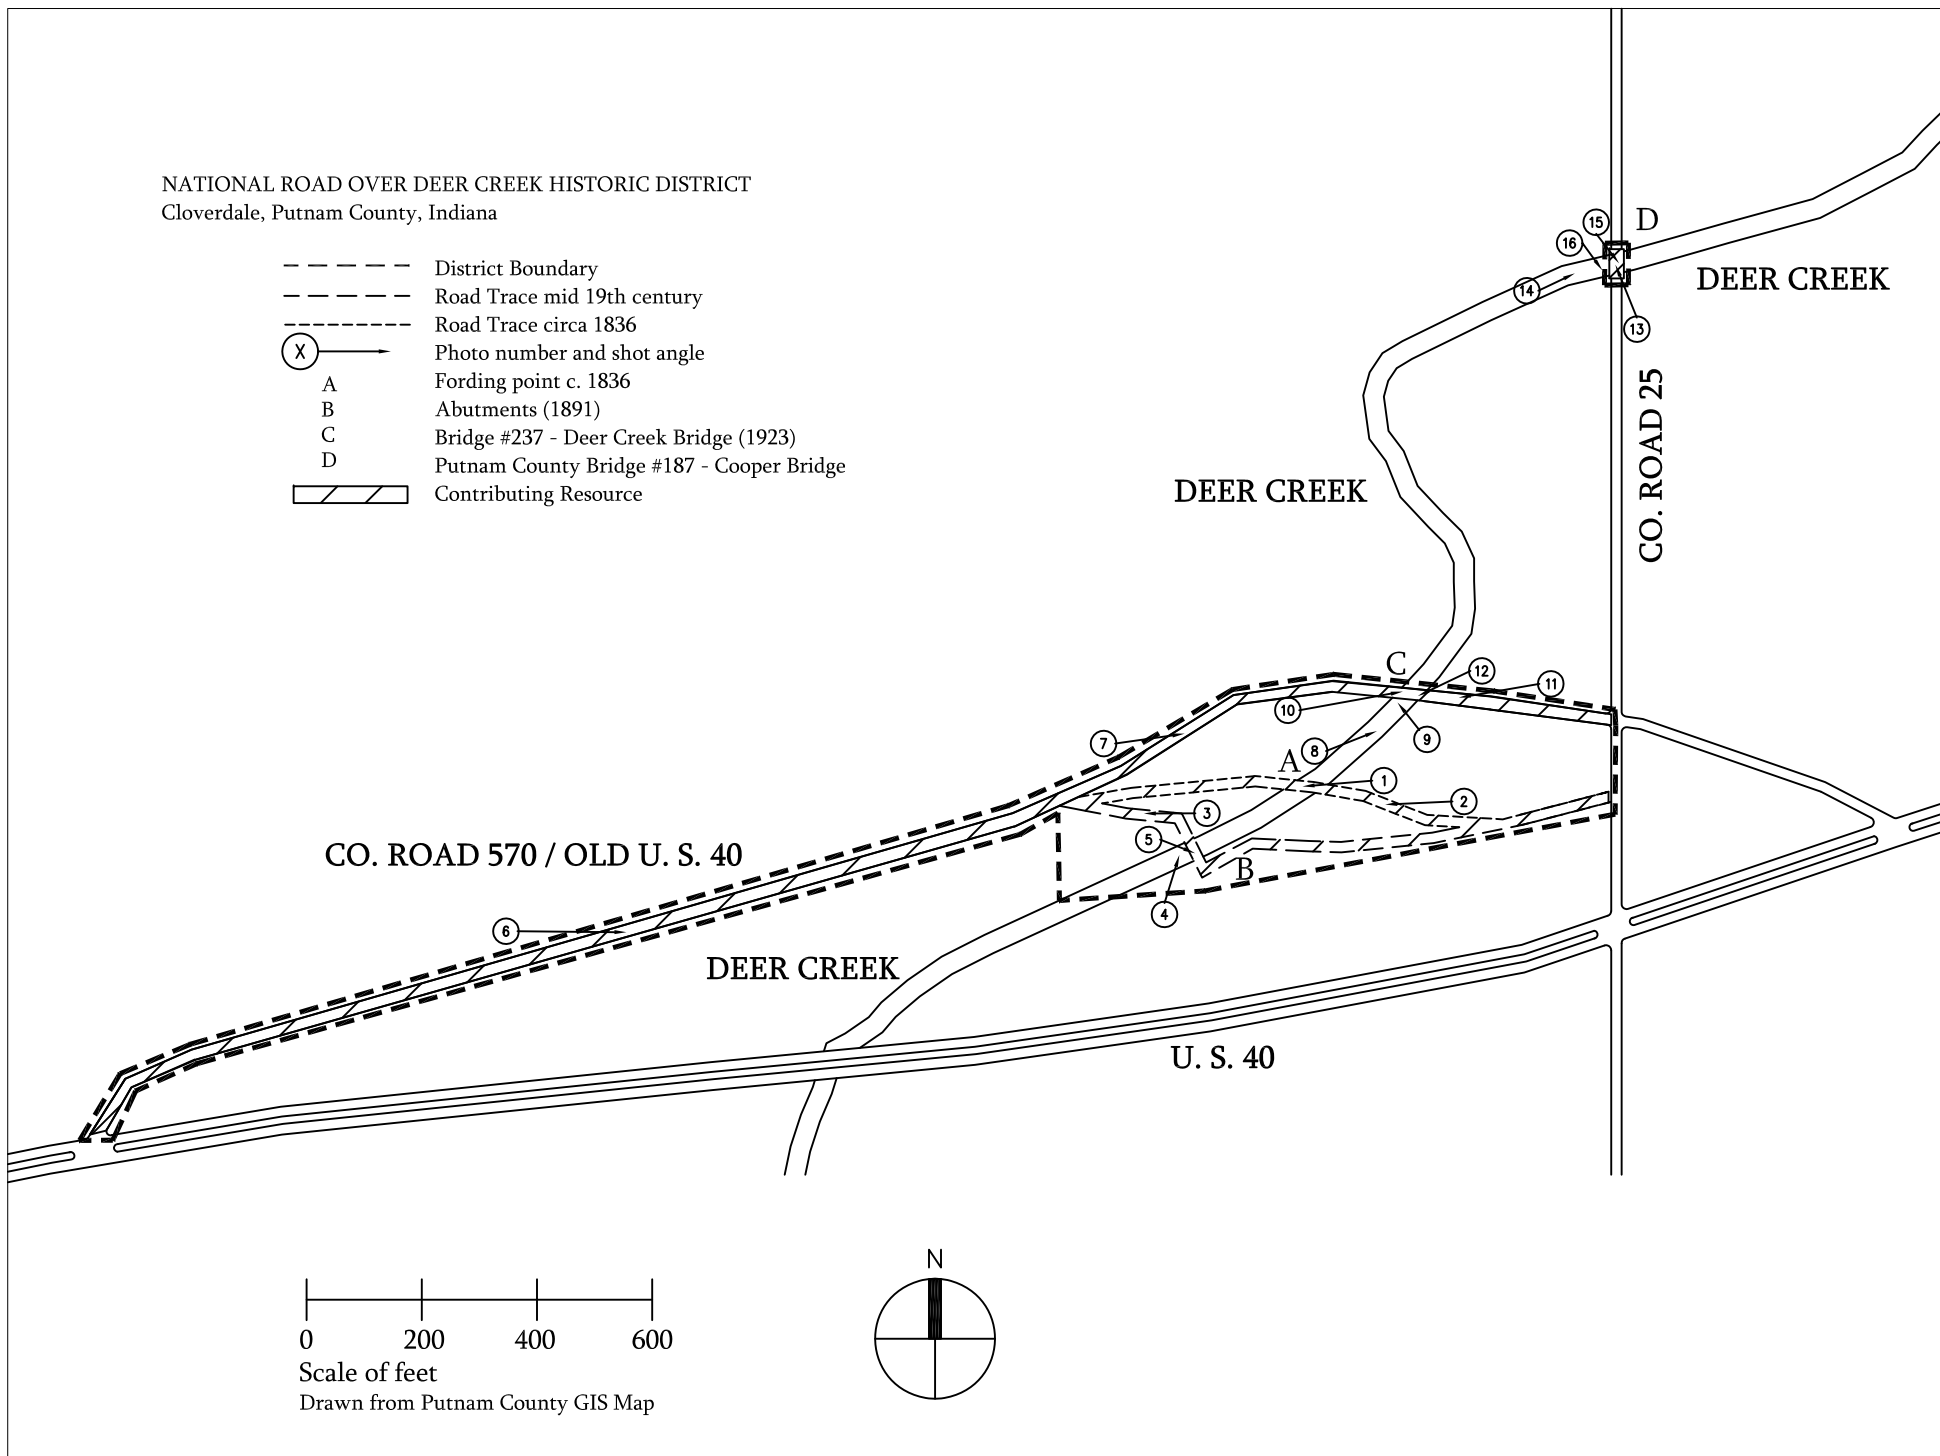 NATIONAL ROAD OVER DEER CREEK HISTORIC DISTRICT
Cloverdale, Putnam County, Indiana
District Boundary
Road Trace mid 19th century
Road Trace circa 1836
X Photo number and shot angle
A Fording point c. 1836
B Abutments (1891)
C Bridge #237 - Deer Creek Bridge (1923)
D Putnam County Bridge #187 - Cooper Bridge
Contributing Resource
15
D
16
DEER CREEK
14
13
CO. ROAD 25
DEER CREEK
C
12
11
10
7
9
8
A
1
2
3
5
B
4
CO. ROAD 570 / OLD U. S. 40
6
DEER CREEK
U. S. 40
N
0 200 400 600
Scale of feet
Drawn from Putnam County GIS Map